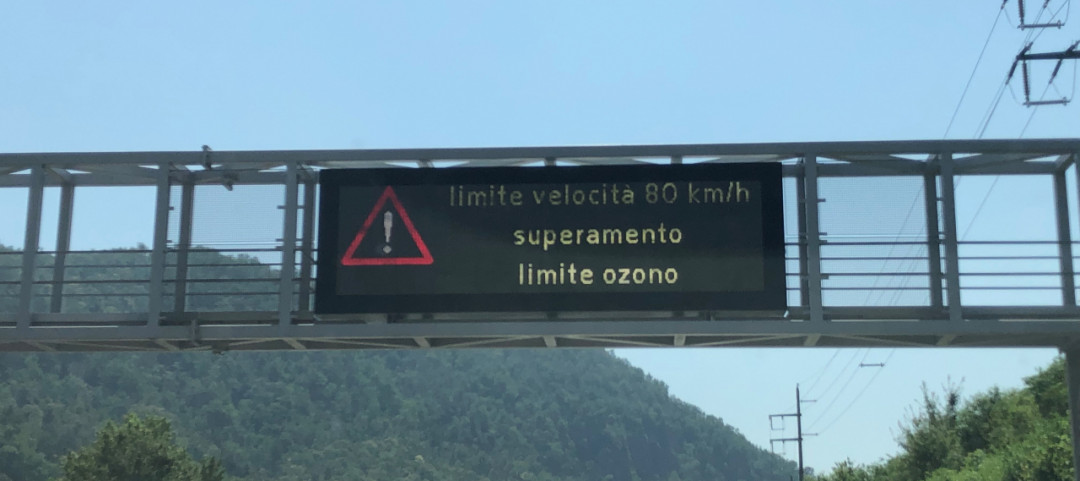 limite velocità 80 km/h
superamento
limite ozono